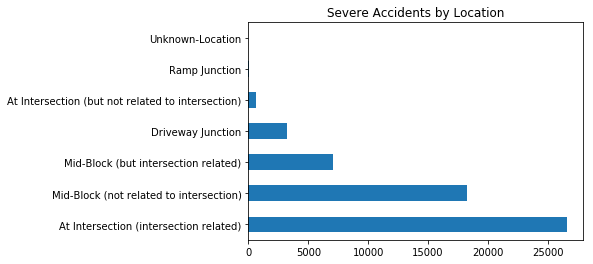 Severe Accidents by Location
Unknown-Location
Ramp Junction
At Intersection (but not related to intersection)
Driveway Junction
Mid-Block (but intersection related)
Mid-Block (not related to intersection)
At Intersection (intersection related)
0 5000 10000 15000 20000 25000